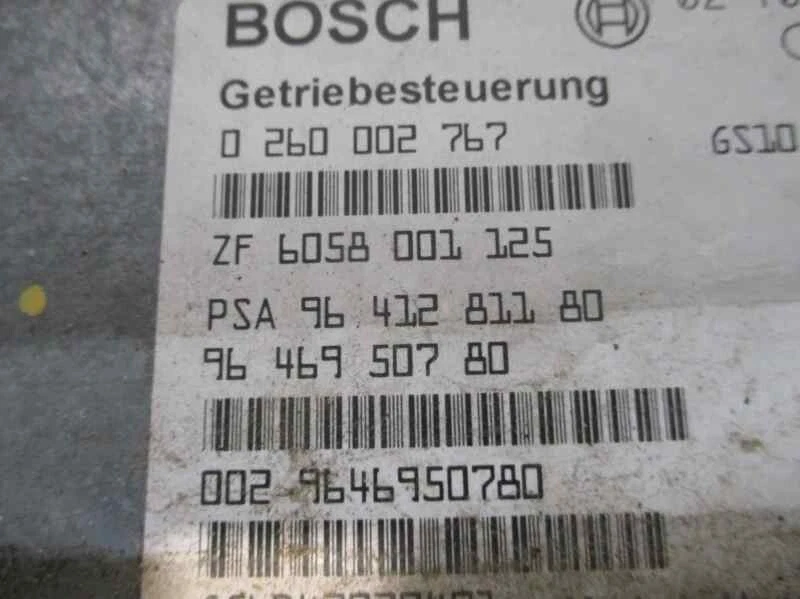 BOSCH
Getriebesteuerung
0 260 002 767 GS10
ZF 6058 001 125
PSA 96 412 811 80
96 469 507 80
002 9646950780